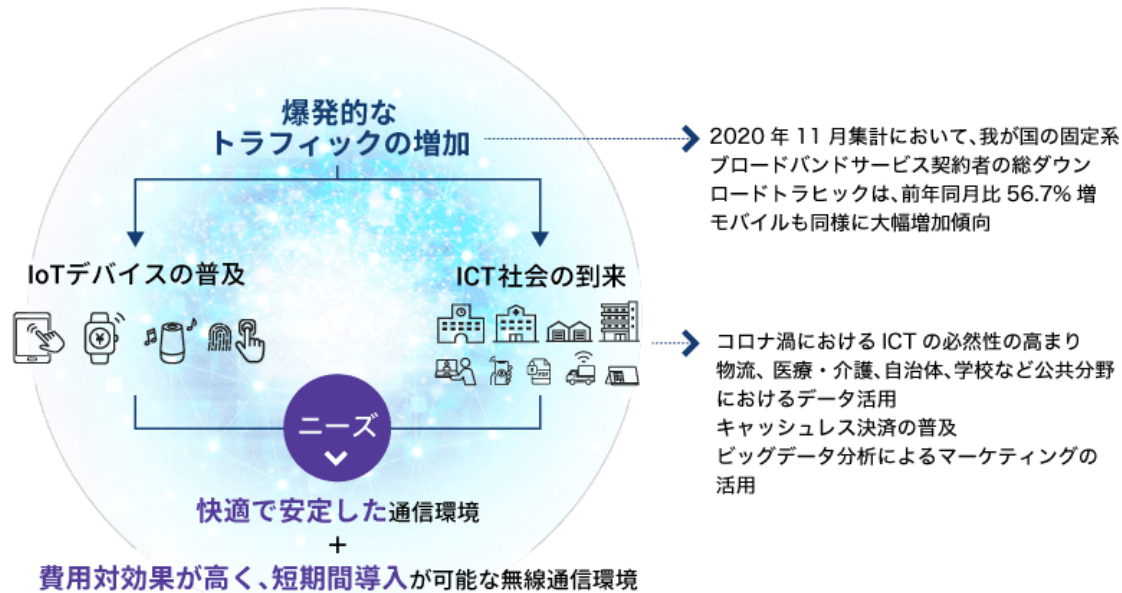 爆発的な
トラフィックの増加
2020 年 11 月集計において、我が国の固定系
ブロードバンドサービス契約者の総ダウン
ロードトラヒックは、前年同月比 56.7% 増
モバイルも同様に大幅増加傾向
IoTデバイスの普及
ICT社会の到来
コロナ渦における ICT の必然性の高まり
物流、医療・介護、自治体、学校など公共分野
におけるデータ活用
キャッシュレス決済の普及
ビッグデータ分析によるマーケティングの
活用
ニーズ
快適で安定した通信環境
+
費用対効果が高く、短期間導入が可能な無線通信環境